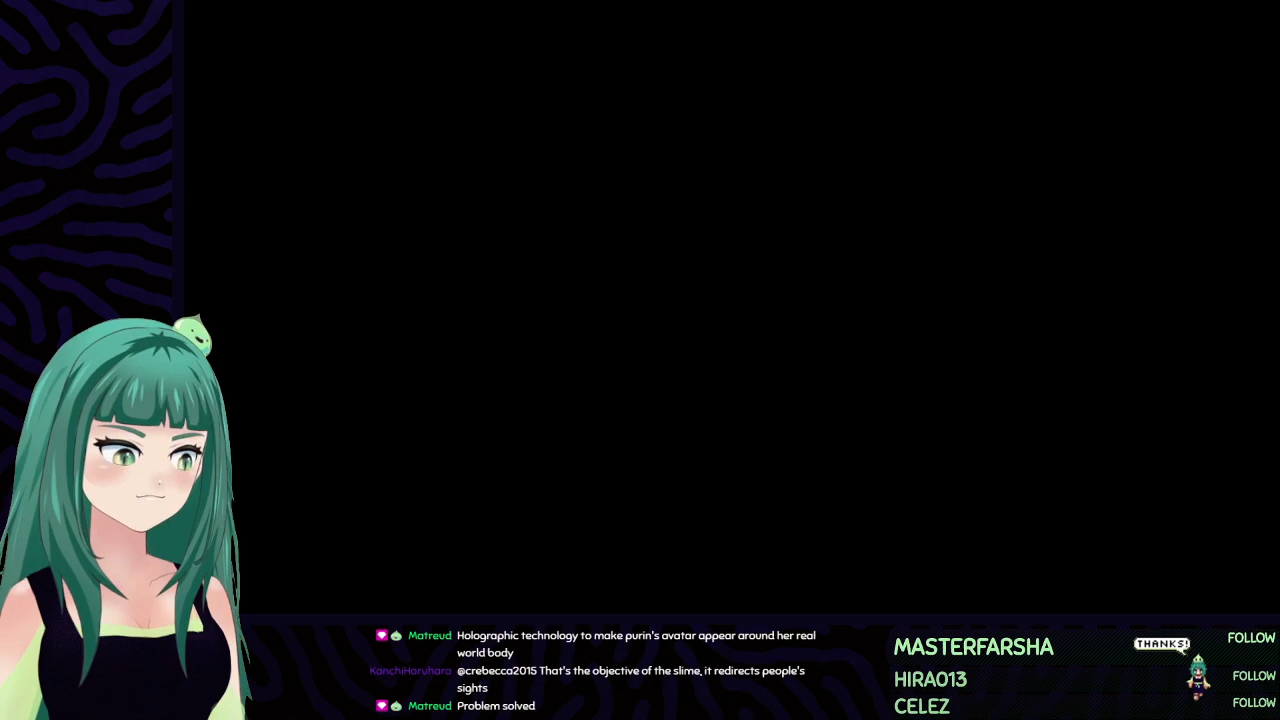 Matreud Holographic technology to make purin's avatar appear around her real
world body
KanchiHaruhara @crebecca2015 That's the objective of the slime, it redirects people's
sights
Matreud Problem solved
MASTERFARSHA THANKS! FOLLOW
HIRAO13 FOLLOW
CELEZ FOLLOW